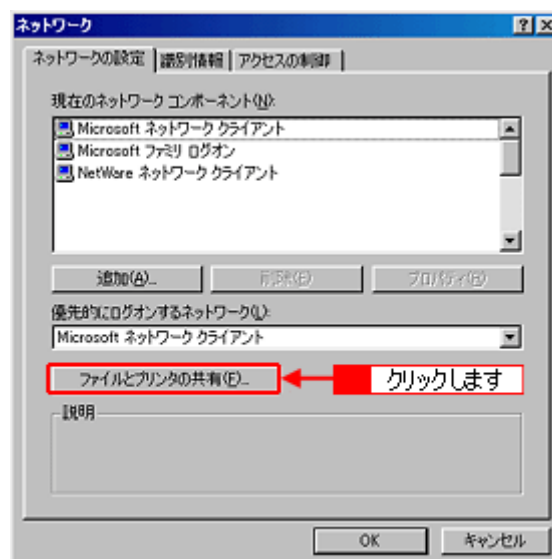 ネットワーク
ネットワークの設定 識別情報 アクセスの制御
現在のネットワーク コンポーネント(N):
Microsoft ネットワーク クライアント
Microsoft ファミリ ログオン
NetWare ネットワーク クライアント
追加(A)... 削除(E) プロパティ(R)
優先的にログオンするネットワーク(L):
Microsoft ネットワーク クライアント
ファイルとプリンタの共有(F)... クリックします
説明
OK キャンセル